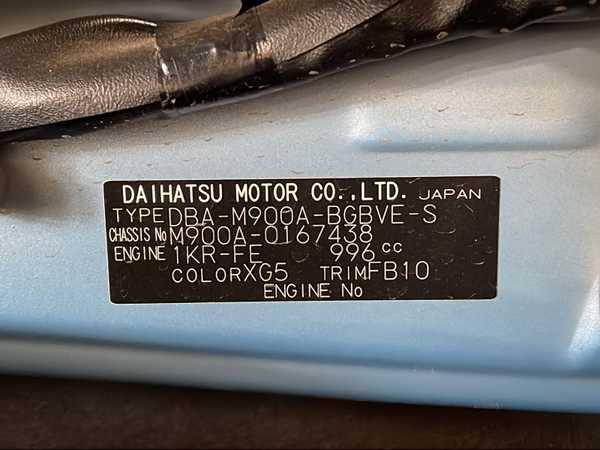 DAIHATSU MOTOR CO.,LTD. JAPAN
TYPE DBA-M900A-BGBVE-S
CHASSIS No M900A-0167438
ENGINE 1KR-FE 996 cc
COLOR XG5 TRIM FB10
ENGINE No